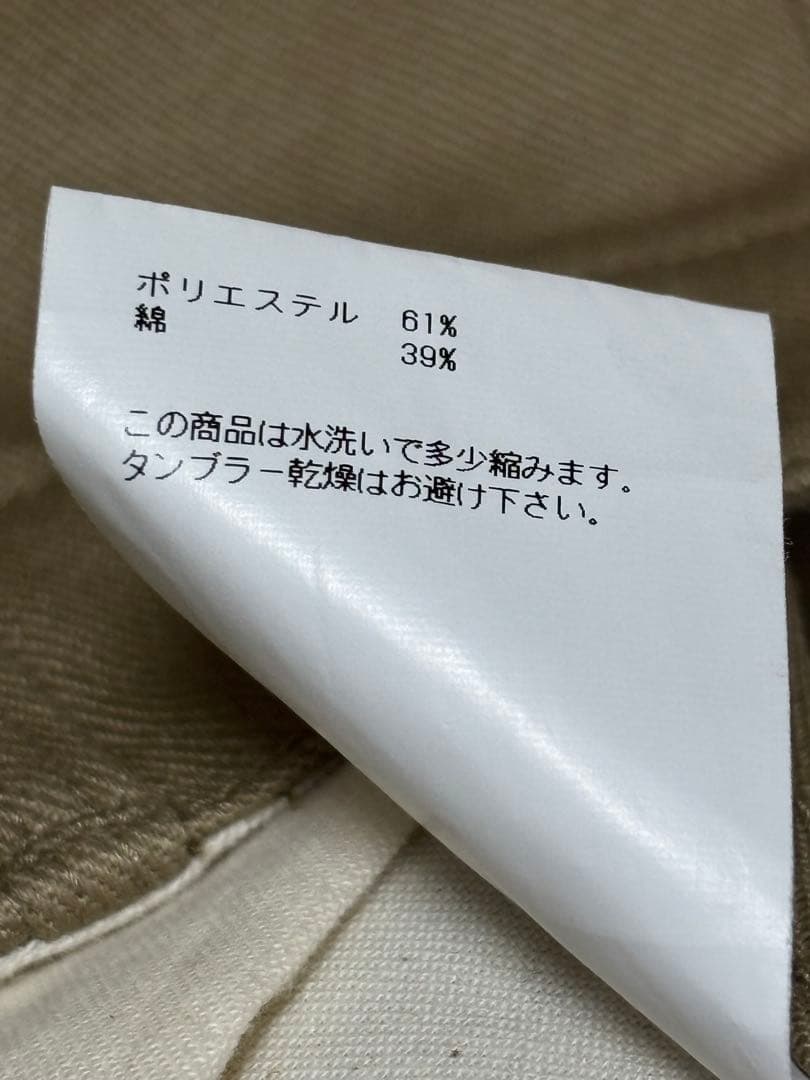 ポリエステル 61%
綿 39%
この商品は水洗いで多少縮みます。
タンブラー乾燥はお避け下さい。